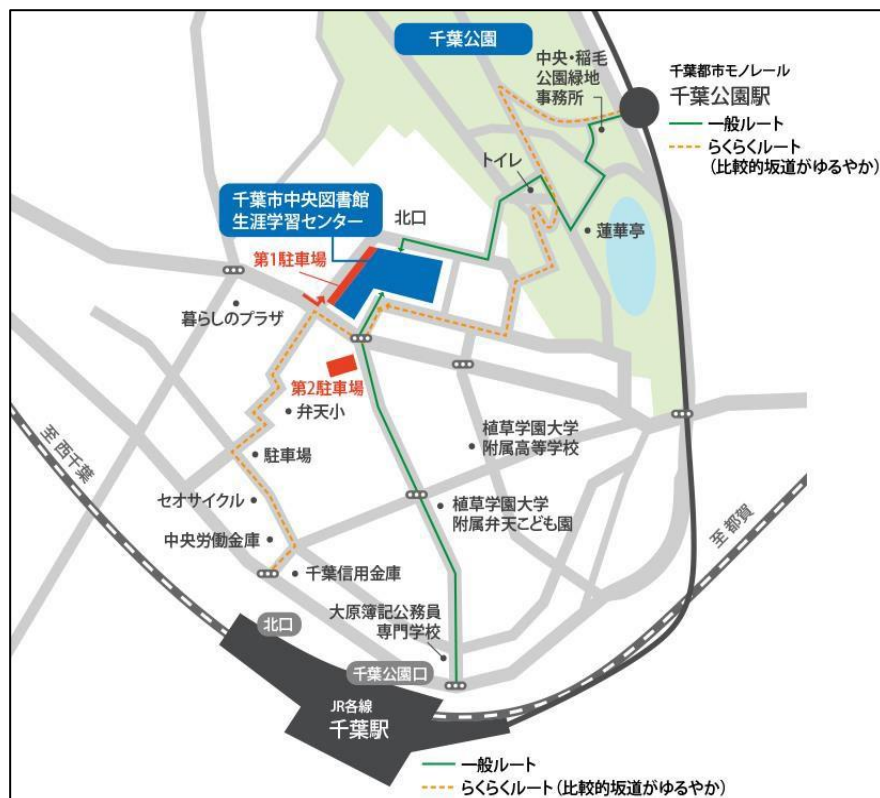 千葉公園
中央・稲毛
公園緑地
事務所
千葉都市モノレール
千葉公園駅
一般ルート
らくらくルート
(比較的坂道がゆるやか)
トイレ
千葉市中央図書館
生涯学習センター
北口
蓮華亭
第1駐車場
暮らしのプラザ
第2駐車場
弁天小
植草学園大学
附属高等学校
至 西千葉
駐車場
セオサイクル
植草学園大学
附属弁天こども園
至 都賀
中央労働金庫
千葉信用金庫
大原簿記公務員
専門学校
北口
千葉公園口
JR各線
千葉駅
一般ルート
らくらくルート(比較的坂道がゆるやか)